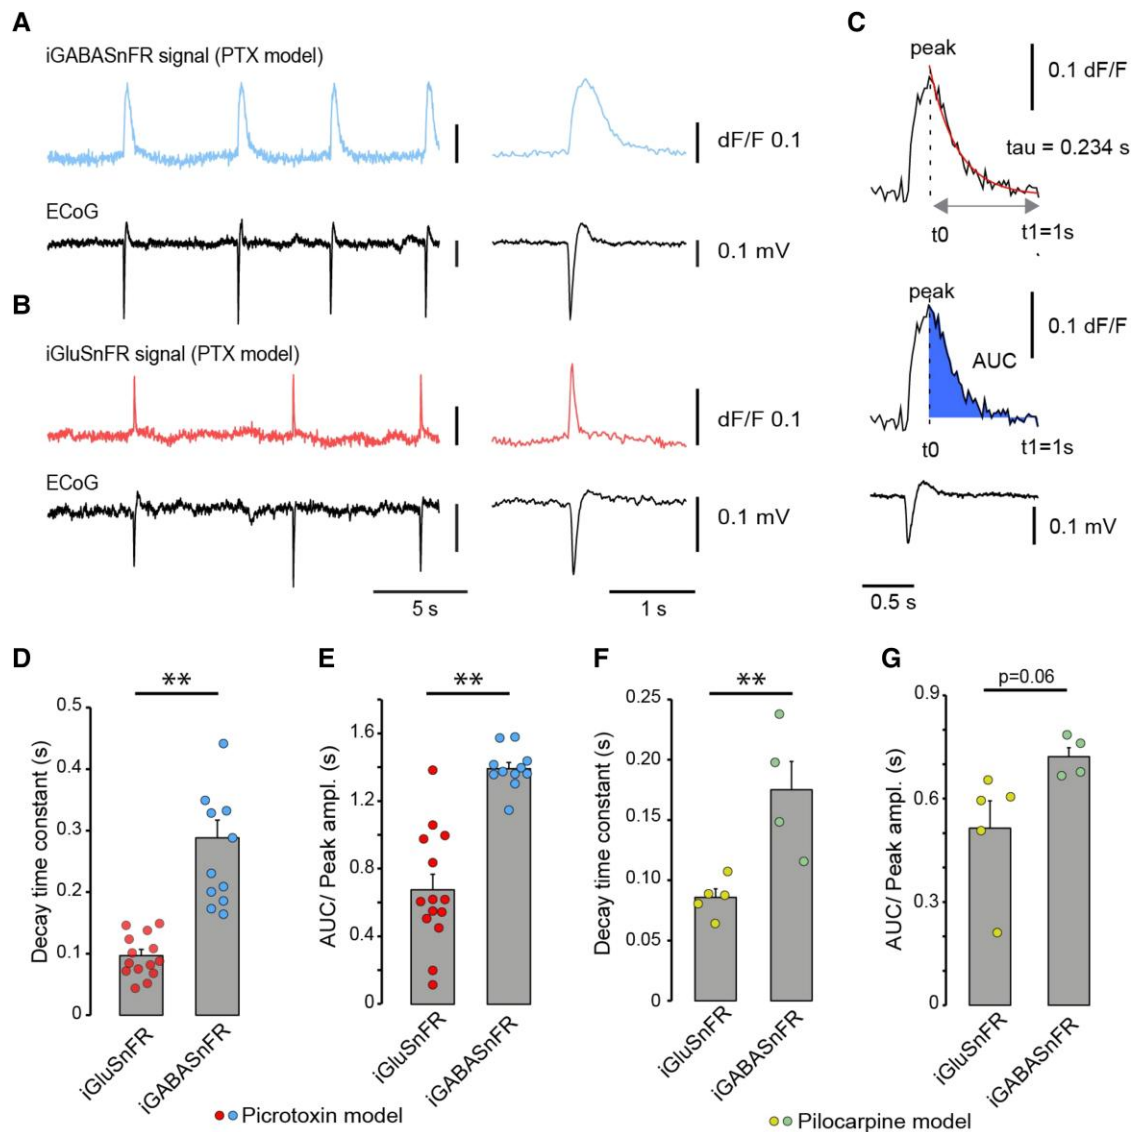 A
iGABASnFR signal (PTX model)
dF/F 0.1
ECoG
0.1 mV
B
iGluSnFR signal (PTX model)
dF/F 0.1
ECoG
0.1 mV
5 s
1 s
C
peak
0.1 dF/F
tau = 0.234 s
t0
t1=1s
peak
0.1 dF/F
AUC
t0
t1=1s
0.1 mV
0.5 s
D
**
Decay time constant (s)
0.5
0.4
0.3
0.2
0.1
0
iGluSnFR
iGABASnFR
E
**
AUC/ Peak ampl. (s)
1.6
1.2
0.8
0.4
0
iGluSnFR
iGABASnFR
Picrotoxin model
F
**
Decay time constant (s)
0.25
0.20
0.15
0.10
0.05
0
iGluSnFR
iGABASnFR
G
p=0.06
AUC/ Peak ampl. (s)
0.9
0.6
0.3
0
iGluSnFR
iGABASnFR
Pilocarpine model